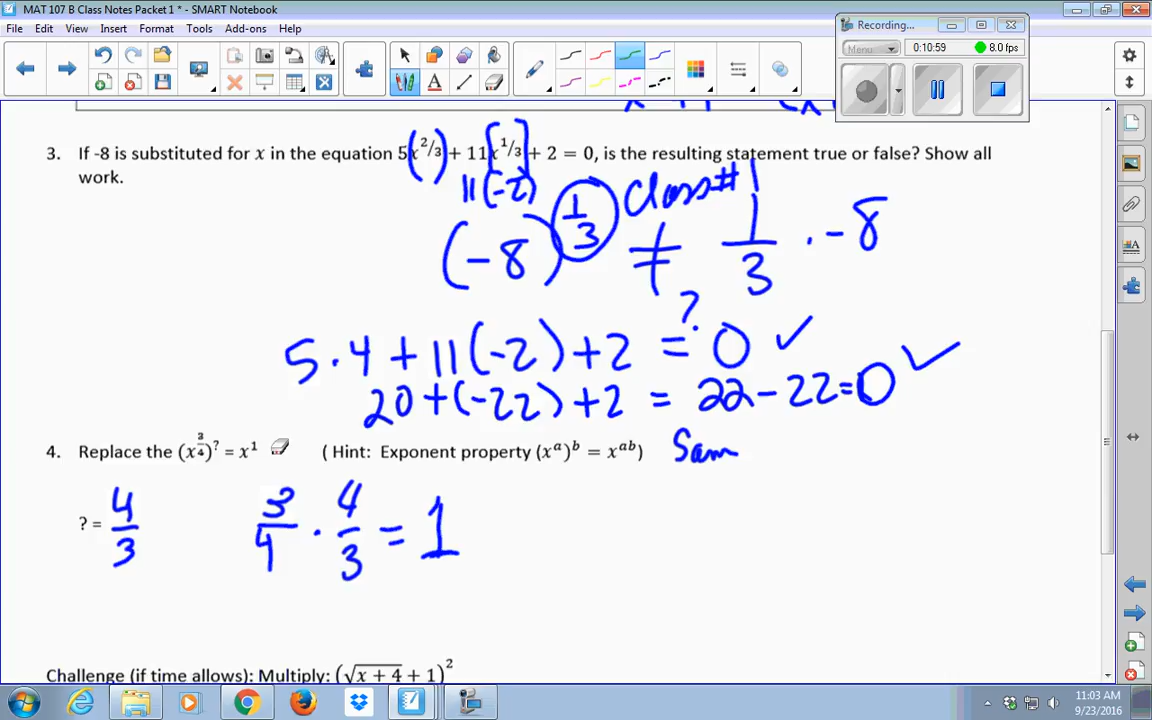 MAT 107 B Class Notes Packet 1 * - SMART Notebook
File Edit View Insert Format Tools Add-ons Help
Recording...
Menu 0:10:59 8.0 fps
3. If -8 is substituted for x in the equation 5(x^2/3) + 11[x^1/3] + 2 = 0, is the resulting statement true or false? Show all
work.
11(-2)
class#1
(-8)^1/3 ≠ 1/3 · -8
5·4 + 11(-2) + 2 =? 0 ✓
20 + (-22) + 2 = 22 - 22 = 0 ✓
4. Replace the (x^3/4)^? = x^1 ( Hint: Exponent property (x^a)^b = x^ab) Sam
? = 4/3 3/4 · 4/3 = 1
Challenge (if time allows): Multiply: (√x + 4 + 1)^2
11:03 AM
9/23/2016